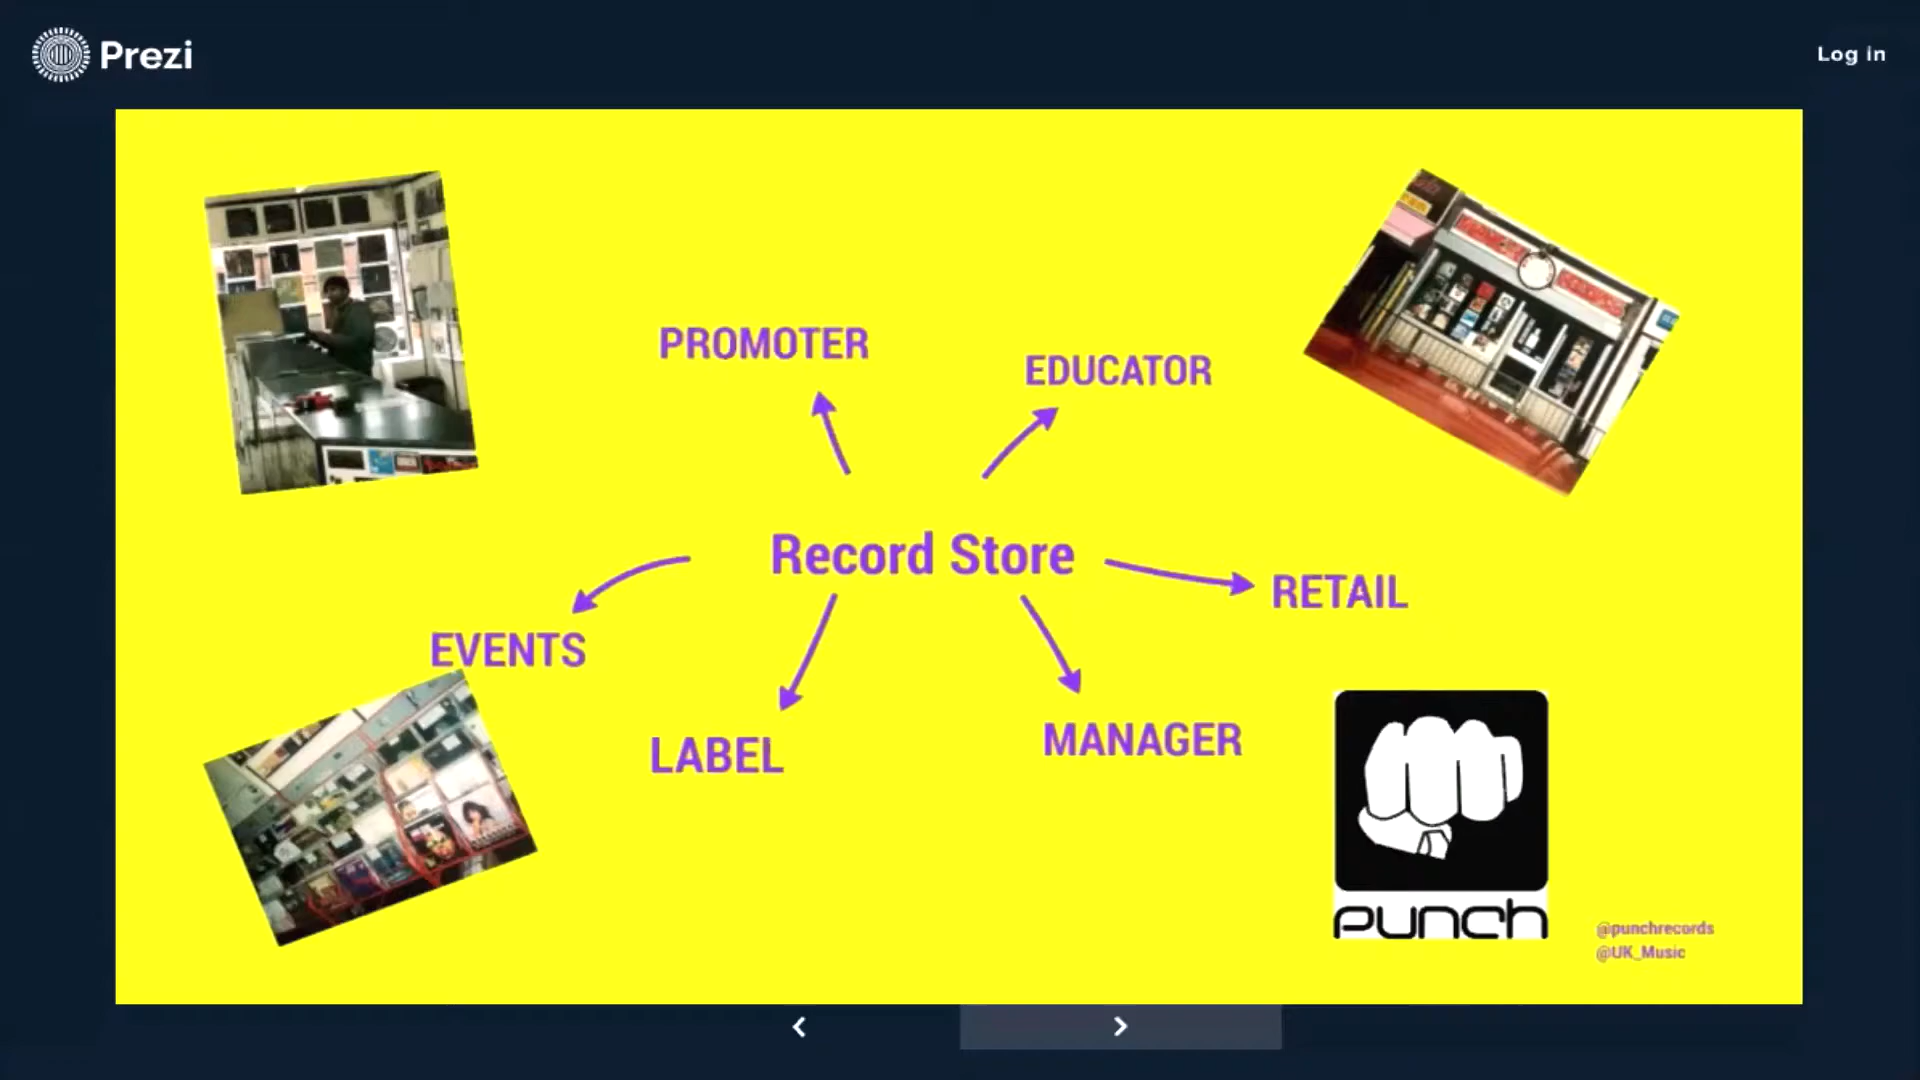 Prezi
Log in
PROMOTER
EDUCATOR
Record Store
RETAIL
EVENTS
LABEL
MANAGER
punch
@punchrecords
@UK_Music